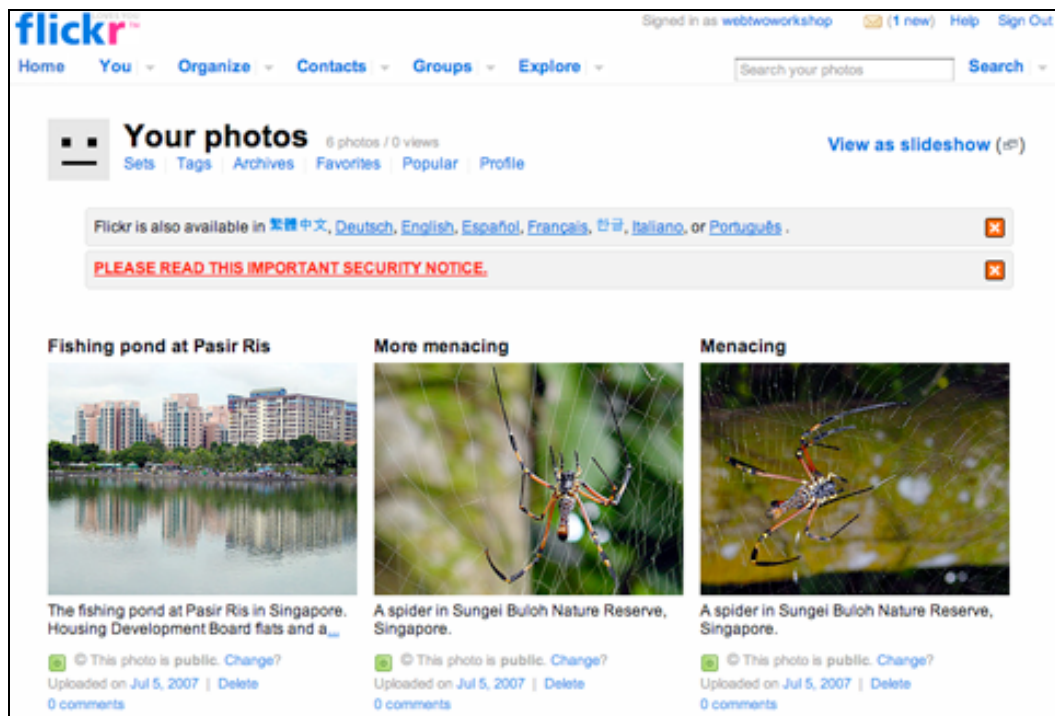 flickr LOVES YOU ™
Signed in as webtwoworkshop (1 new) Help Sign Out
Home You Organize Contacts Groups Explore Search your photos Search
Your photos 6 photos / 0 views
View as slideshow ( )
Sets Tags Archives Favorites Popular Profile
Flickr is also available in 繁體中文, Deutsch, English, Español, Français, 한글, Italiano, or Português .
PLEASE READ THIS IMPORTANT SECURITY NOTICE.
Fishing pond at Pasir Ris
The fishing pond at Pasir Ris in Singapore.
Housing Development Board flats and a...
© This photo is public. Change?
Uploaded on Jul 5, 2007 | Delete
0 comments
More menacing
A spider in Sungei Buloh Nature Reserve,
Singapore.
© This photo is public. Change?
Uploaded on Jul 5, 2007 | Delete
0 comments
Menacing
A spider in Sungei Buloh Nature Reserve,
Singapore.
© This photo is public. Change?
Uploaded on Jul 5, 2007 | Delete
0 comments